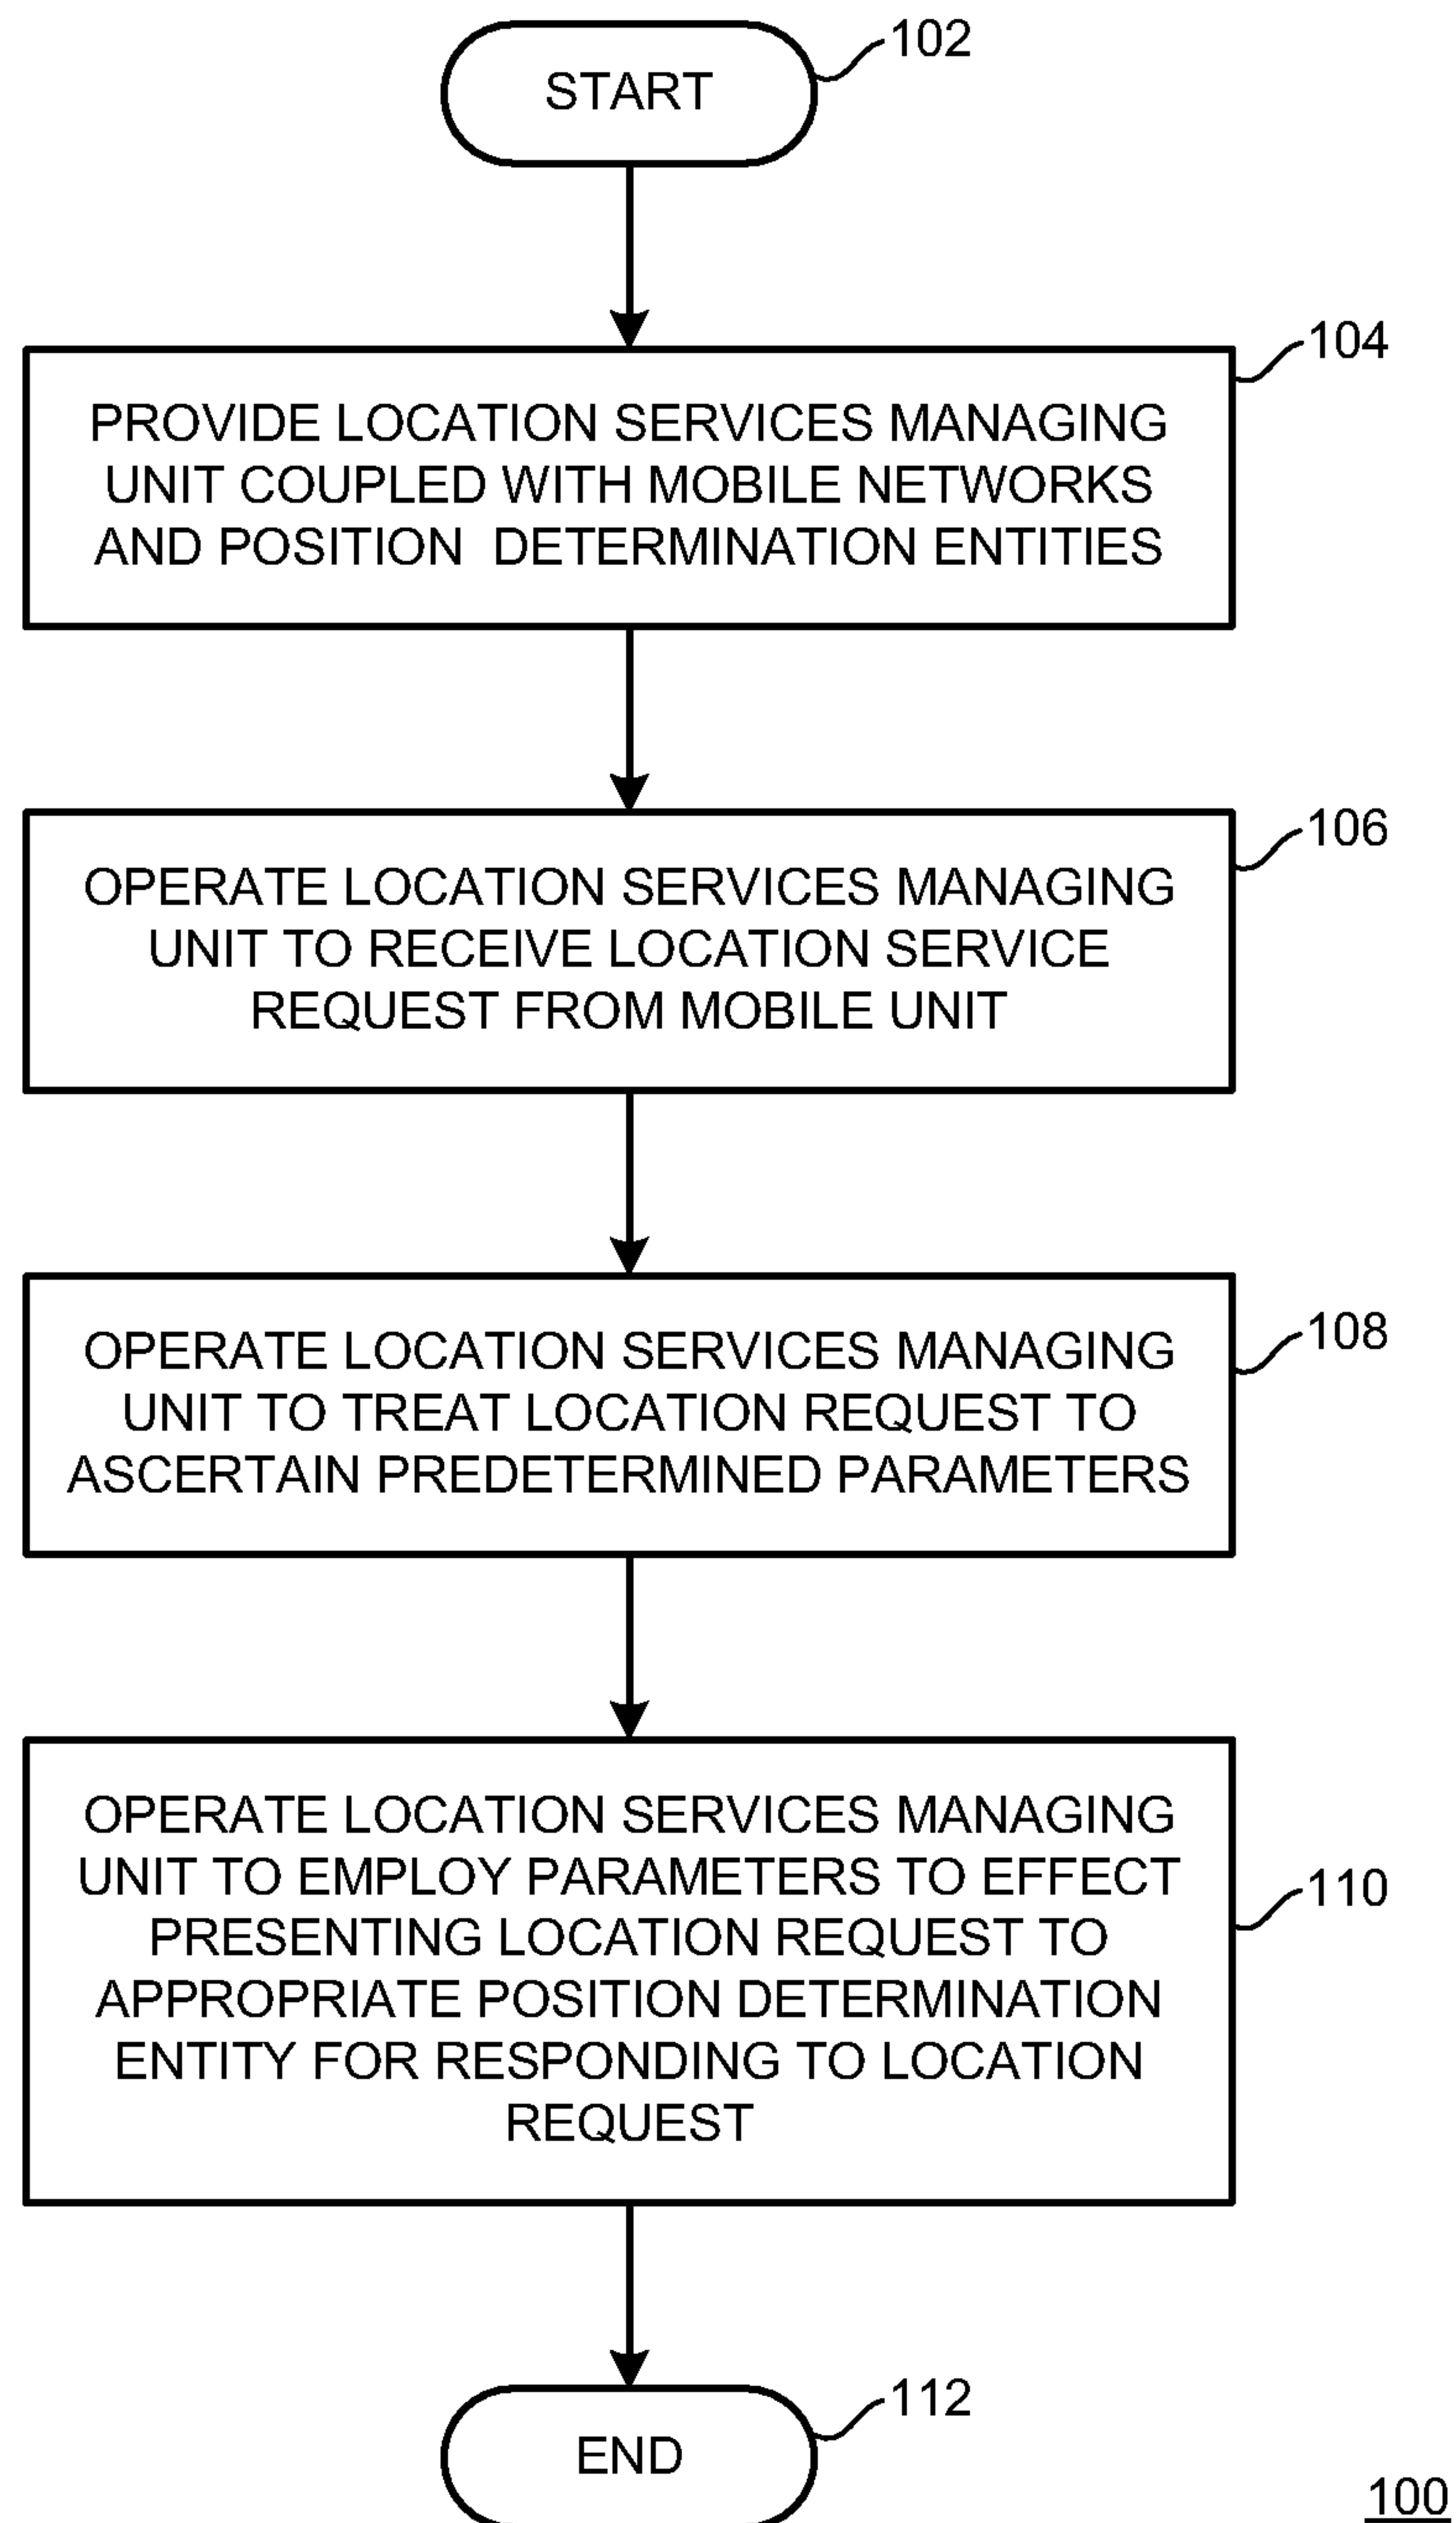 START
102
104
PROVIDE LOCATION SERVICES MANAGING
UNIT COUPLED WITH MOBILE NETWORKS
AND POSITION DETERMINATION ENTITIES
106
OPERATE LOCATION SERVICES MANAGING
UNIT TO RECEIVE LOCATION SERVICE
REQUEST FROM MOBILE UNIT
108
OPERATE LOCATION SERVICES MANAGING
UNIT TO TREAT LOCATION REQUEST TO
ASCERTAIN PREDETERMINED PARAMETERS
110
OPERATE LOCATION SERVICES MANAGING
UNIT TO EMPLOY PARAMETERS TO EFFECT
PRESENTING LOCATION REQUEST TO
APPROPRIATE POSITION DETERMINATION
ENTITY FOR RESPONDING TO LOCATION
REQUEST
112
END
100